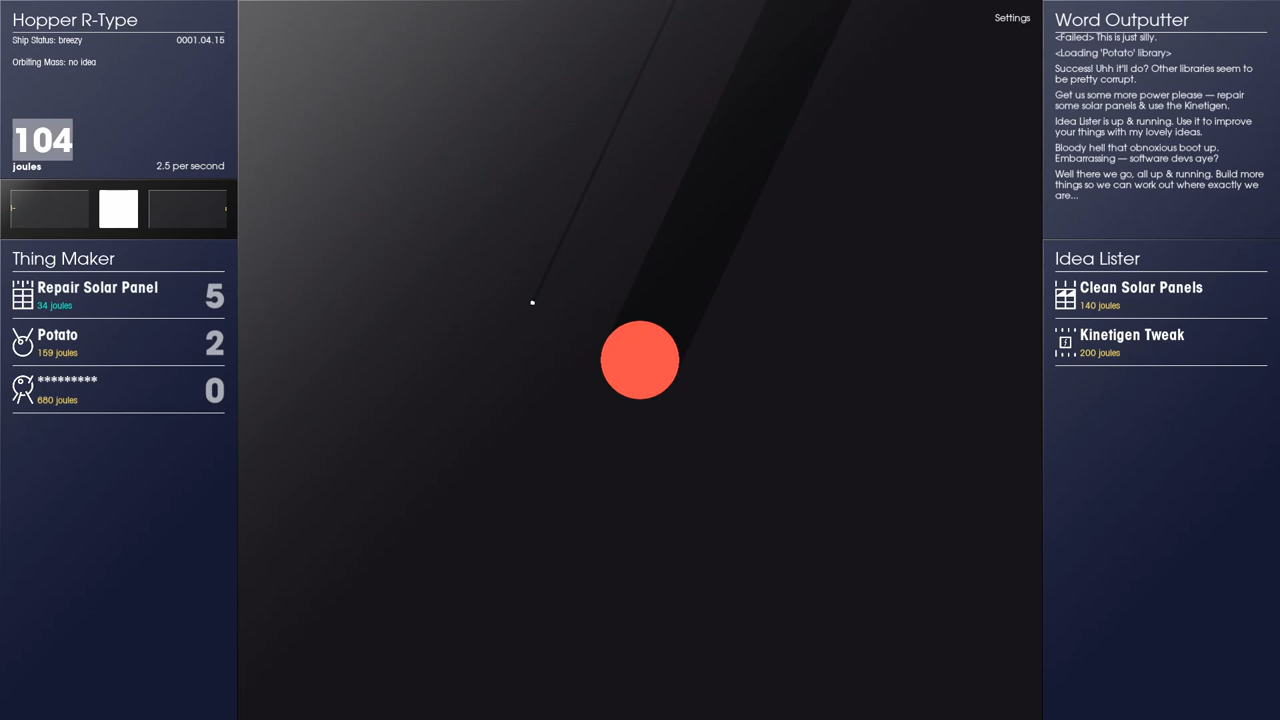 Hopper R-Type
Ship Status: breezy
0001.04.15
Orbiting Mass: no idea
104
joules
2.5 per second
Thing Maker
Repair Solar Panel
34 joules
5
Potato
159 joules
2
*********
680 joules
0
Settings
Word Outputter
<Failed> This is just silly.
<Loading 'Potato' library>
Success! Uhh it'll do? Other libraries seem to
be pretty corrupt.
Get us some more power please — repair
some solar panels & use the Kinetigen.
Idea Lister is up & running. Use it to improve
your things with my lovely ideas.
Bloody hell that obnoxious boot up.
Embarrassing — software devs aye?
Well there we go, all up & running. Build more
things so we can work out where exactly we
are...
Idea Lister
Clean Solar Panels
140 joules
Kinetigen Tweak
200 joules